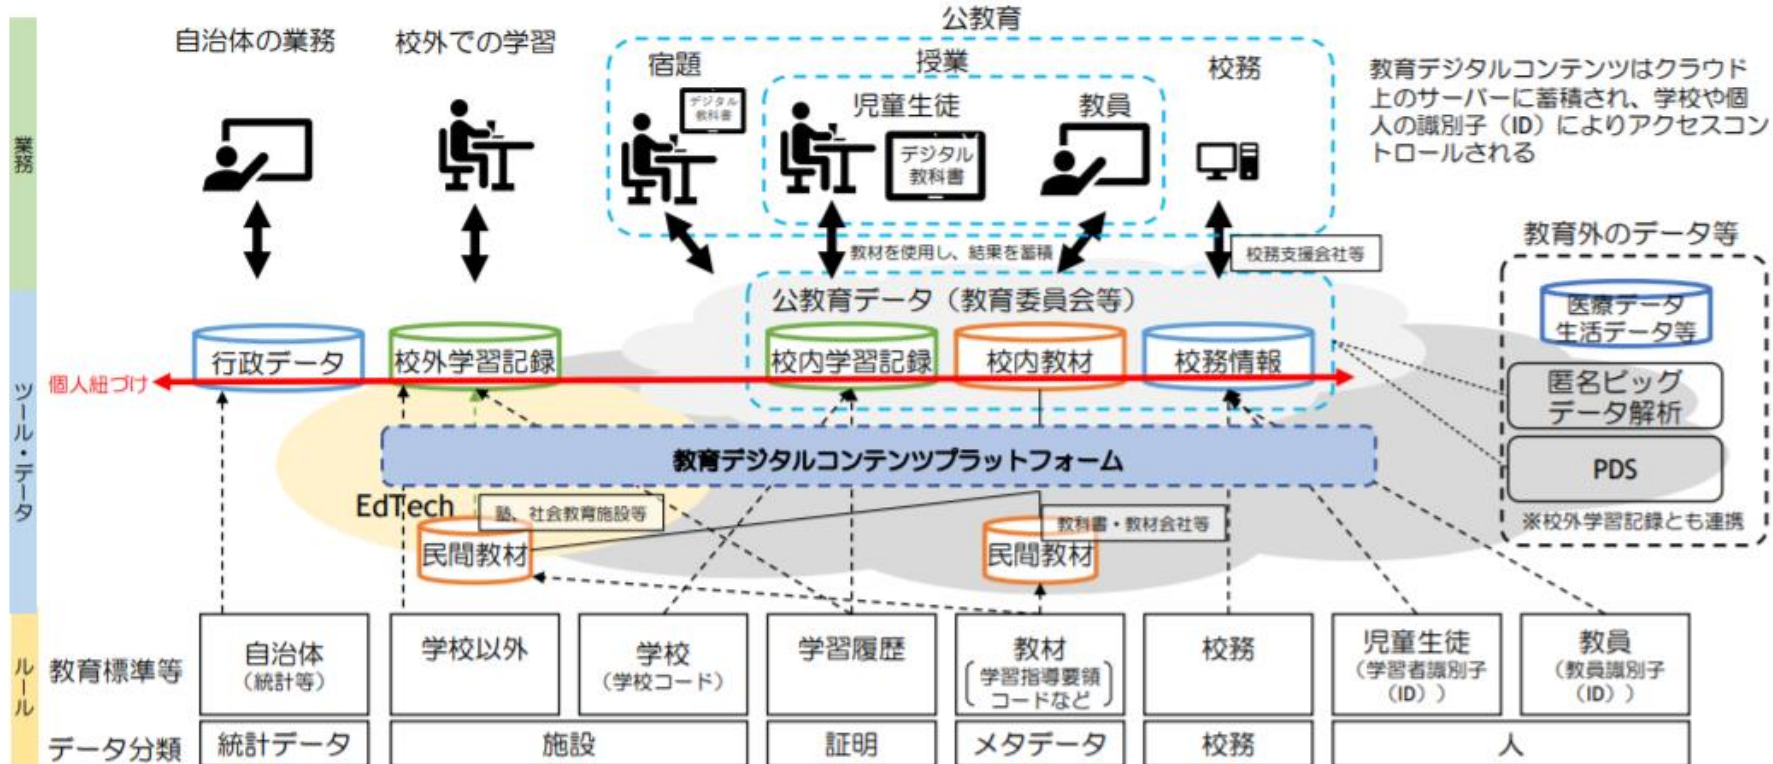 公教育
自治体の業務
校外での学習
宿題
授業
校務
デジタル
教科書
児童生徒
教員
デジタル
教科書
教育デジタルコンテンツはクラウド
上のサーバーに蓄積され、学校や個
人の識別子（ID）によりアクセスコン
トロールされる
業務
教材を使用し、結果を蓄積
校務支援会社等
教育外のデータ等
医療データ
生活データ等
匿名ビッグ
データ解析
PDS
※校外学習記録とも連携
公教育データ（教育委員会等）
行政データ
校外学習記録
校内学習記録
校内教材
校務情報
個人紐づけ
ツール・データ
教育デジタルコンテンツプラットフォーム
EdTech
塾、社会教育施設等
教科書・教材会社等
民間教材
民間教材
ルール
教育標準等
自治体
（統計等）
学校以外
学校
（学校コード）
学習履歴
教材
学習指導要領
コードなど
校務
児童生徒
（学習者識別子
（ID））
教員
（教員識別子
（ID））
データ分類
統計データ
施設
証明
メタデータ
校務
人